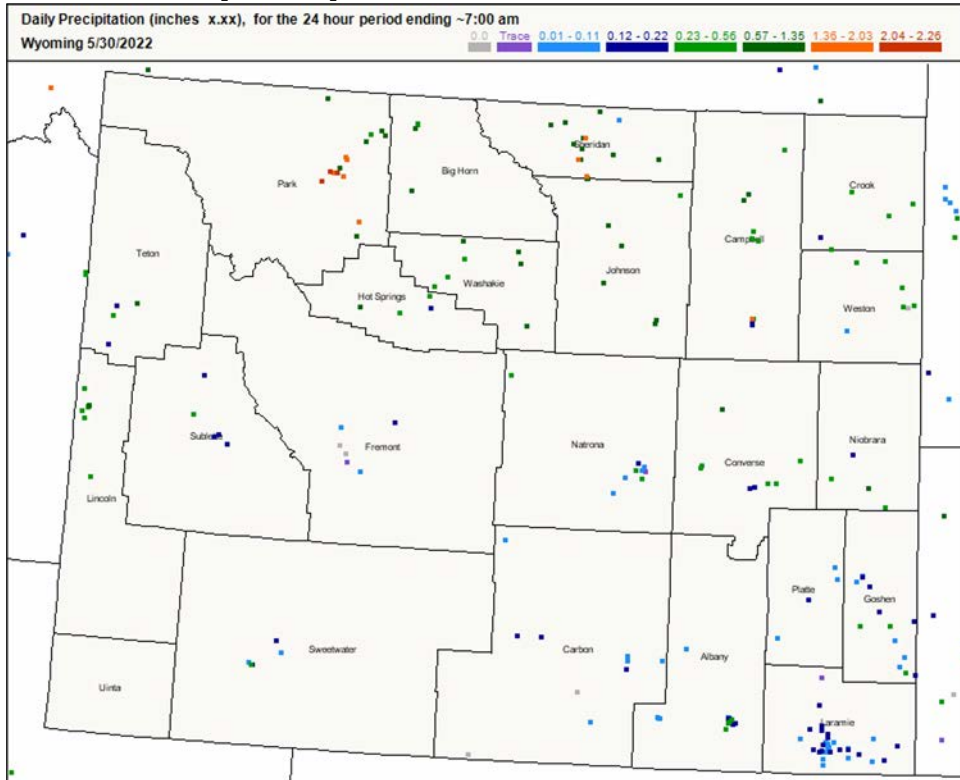 Daily Precipitation (inches x.xx), for the 24 hour period ending ~7:00 am
Wyoming 5/30/2022
0.0 Trace 0.01 - 0.11 0.12 - 0.22 0.23 - 0.56 0.57 - 1.35 1.36 - 2.03 2.04 - 2.26
Sheridan
Big Horn
Park
Crook
Campbell
Teton
Johnson
Washakie
Hot Springs
Weston
Sublette
Fremont
Natrona
Niobrara
Converse
Lincoln
Platte
Goshen
Sweetwater
Carbon
Albany
Uinta
Laramie